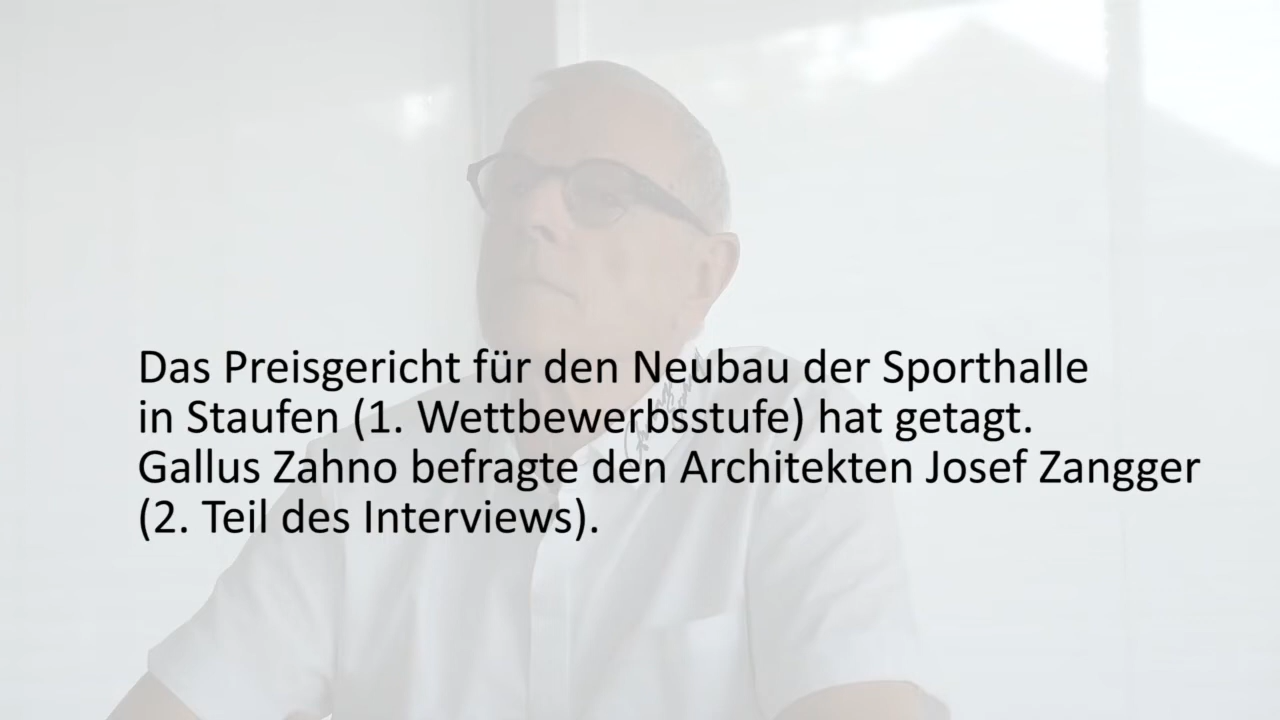 Das Preisgericht für den Neubau der Sporthalle
in Staufen (1. Wettbewerbsstufe) hat getagt.
Gallus Zahno befragte den Architekten Josef Zangger
(2. Teil des Interviews).